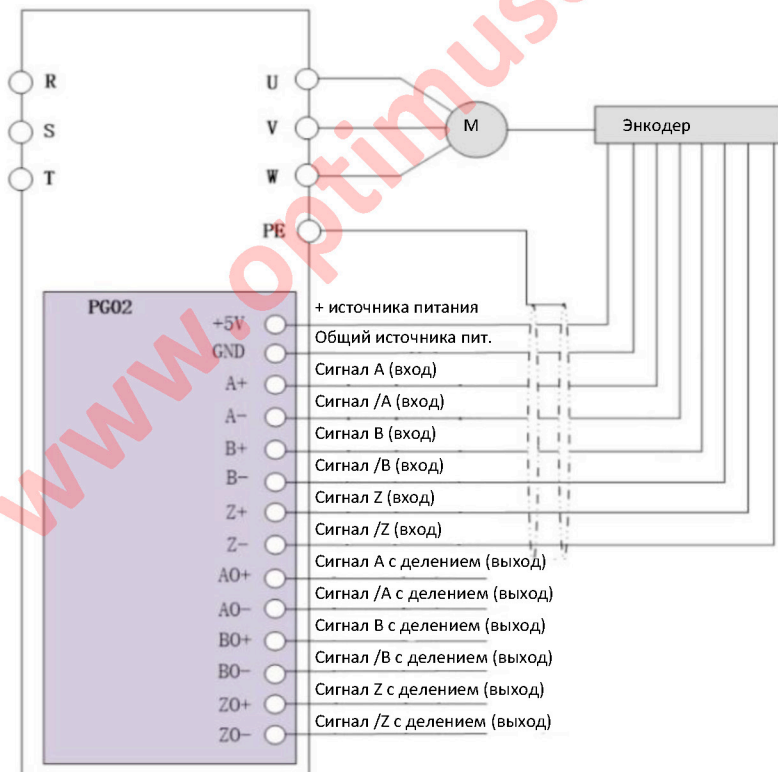 www.optimus
R
S
T
U
V
W
PE
M
Энкодер
PG02
+5V
+ источника питания
GND
Общий источника пит.
A+
Сигнал A (вход)
A-
Сигнал /A (вход)
B+
Сигнал B (вход)
B-
Сигнал /B (вход)
Z+
Сигнал Z (вход)
Z-
Сигнал /Z (вход)
AO+
Сигнал A с делением (выход)
AO-
Сигнал /A с делением (выход)
BO+
Сигнал B с делением (выход)
BO-
Сигнал /B с делением (выход)
ZO+
Сигнал Z с делением (выход)
ZO-
Сигнал /Z с делением (выход)